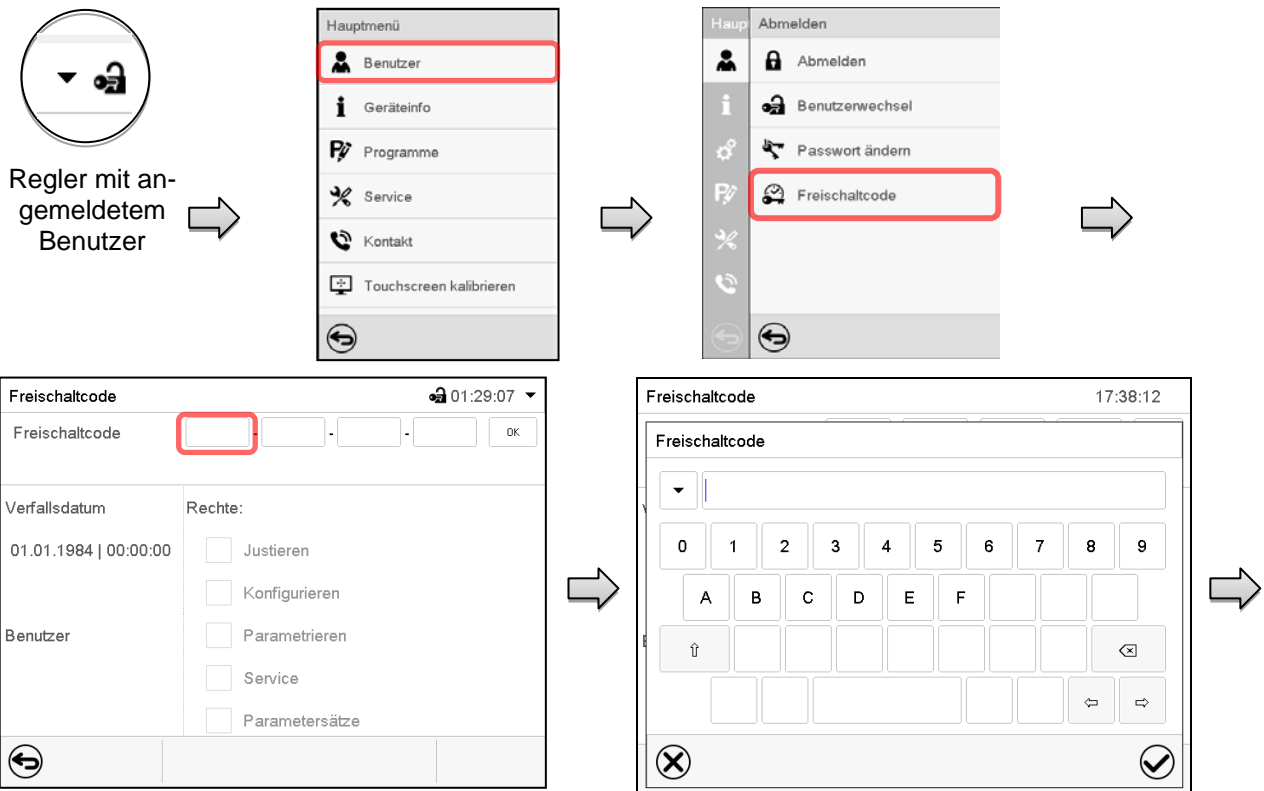 Regler mit an-
gemeldetem
Benutzer
Hauptmenü
Benutzer
Geräteinfo
Programme
Service
Kontakt
Touchscreen kalibrieren
Haup
Abmelden
Abmelden
Benutzerwechsel
Passwort ändern
Freischaltcode
Freischaltcode 01:29:07
Freischaltcode - - - OK
Verfallsdatum Rechte:
01.01.1984 | 00:00:00 Justieren
Konfigurieren
Benutzer Parametrieren
Service
Parametersätze
Freischaltcode 17:38:12
Freischaltcode
0 1 2 3 4 5 6 7 8 9
A B C D E F